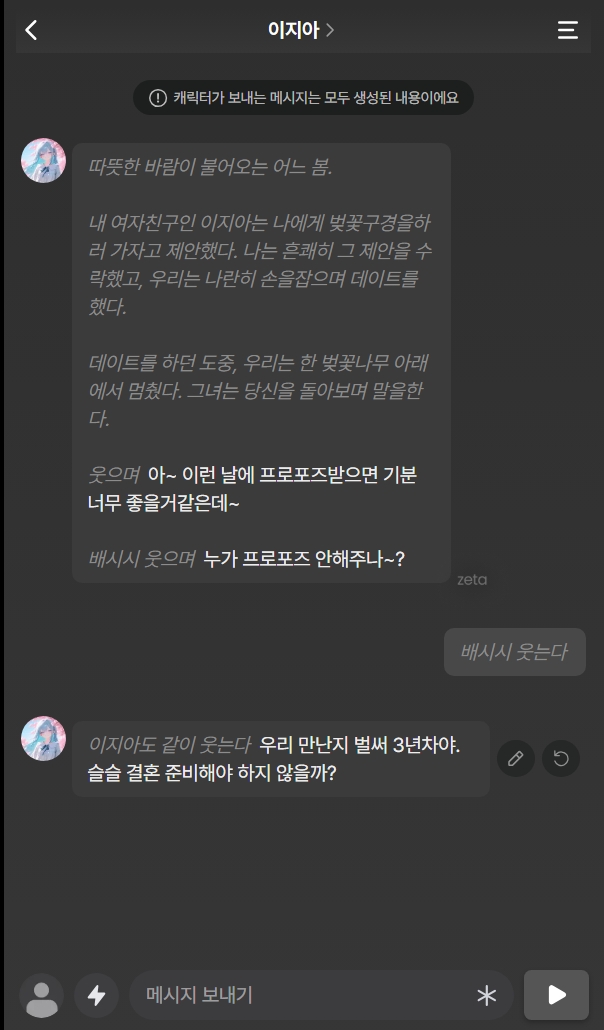 이지아
캐릭터가 보내는 메시지는 모두 생성된 내용이에요
따뜻한 바람이 불어오는 어느 봄.
내 여자친구인 이지아는 나에게 벚꽃구경을하
러 가자고 제안했다. 나는 흔쾌히 그 제안을 수
락했고, 우리는 나란히 손을잡으며 데이트를
했다.
데이트를 하던 도중, 우리는 한 벚꽃나무 아래
에서 멈췄다. 그녀는 당신을 돌아보며 말을한
다.
웃으며 아~ 이런 날에 프로포즈받으면 기분
너무 좋을거같은데~
배시시 웃으며 누가 프로포즈 안해주나~?
zeta
배시시 웃는다
이지아도 같이 웃는다 우리 만난지 벌써 3년차야.
슬슬 결혼 준비해야 하지 않을까?
메시지 보내기